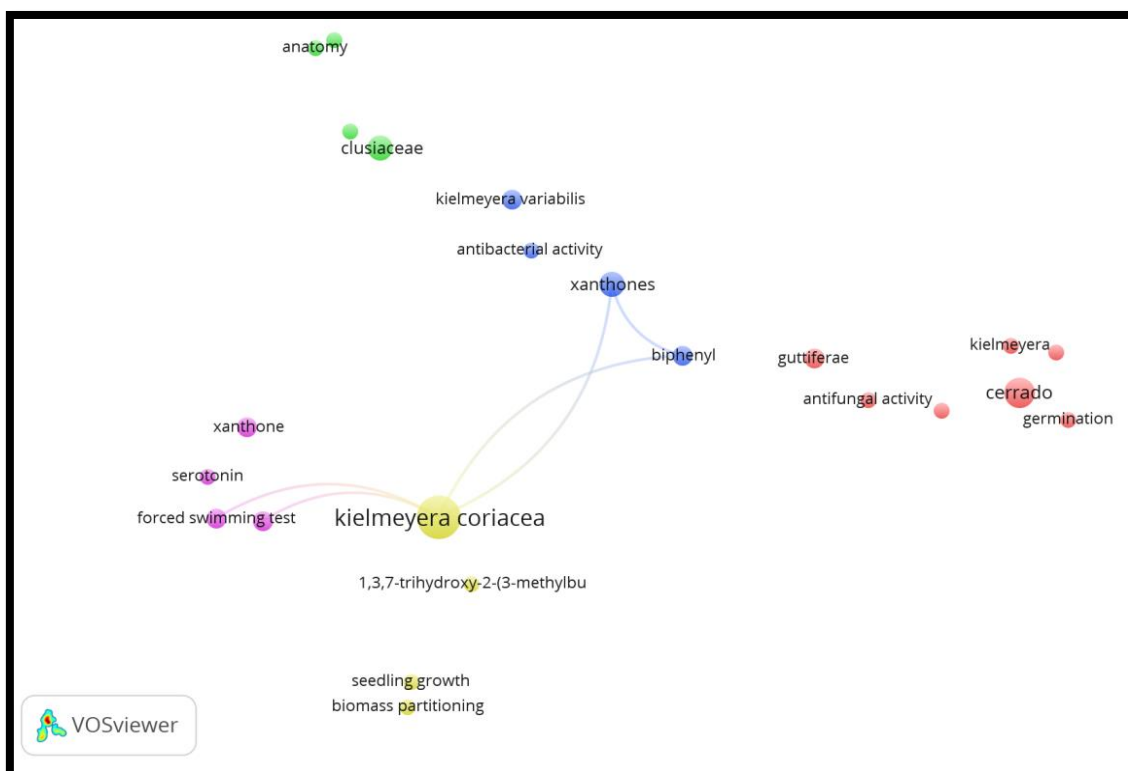 anatomy
clusiaceae
kielmeyera variabilis
antibacterial activity
xanthones
biphenyl
guttiferae
kielmeyera
antifungal activity
cerrado
germination
xanthone
serotonin
forced swimming test
kielmeyera coriacea
1,3,7-trihydroxy-2-(3-methylbu
seedling growth
biomass partitioning
VOSviewer